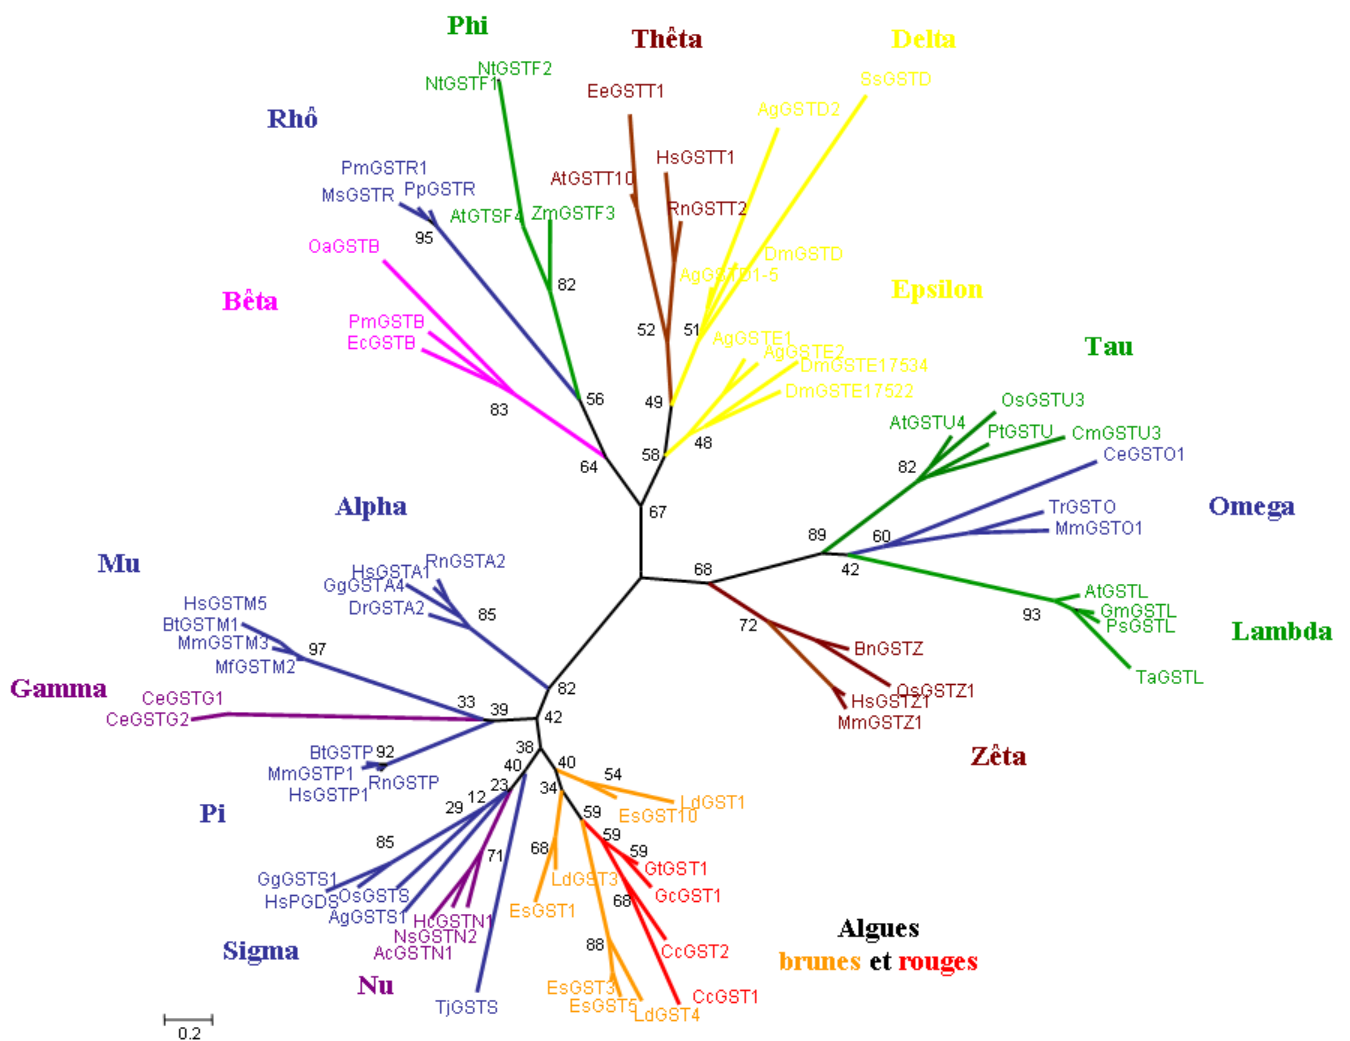 Phi
Thêta
Delta
NtGSTF2
NtGSTF1
SsGSTD
EeGSTT1
AgGSTD2
Rhô
HsGSTT1
PmGSTR1
PpGSTR
MsGSTR
AtGSTT10
RnGSTT2
AtGTSF4
ZmGSTF3
95
OaGSTB
DmGSTD
AgGSTD1-5
82
Epsilon
Bêta
PmGSTB
EcGSTB
52
51
AgGSTE1
AgGSTE2
DmGSTE17534
DmGSTE17522
Tau
56
83
49
48
58
64
OsGSTU3
AtGSTU4
PtGSTU
CmGSTU3
CeGSTO1
82
Alpha
67
TrGSTO
MmGSTO1
Omega
89
60
42
Mu
RnGSTA2
HsGSTA1
GgGSTA4
DrGSTA2
85
68
HsGSTM5
BtGSTM1
MmGSTM3
MfGSTM2
97
AtGSTL
GmGSTL
PsGSTL
93
Lambda
TaGSTL
72
BnGSTZ
OsGSTZ1
HsGSTZ1
MmGSTZ1
Zêta
Gamma
CeGSTG1
CeGSTG2
33
39
82
42
BtGSTP
92
MmGSTP1
RnGSTP
HsGSTP1
Pi
38
40
40
54
23
34
12
29
LdGST1
EsGST10
59
59
59
85
71
68
GgGSTS1
HsPGDS
OsGSTS
AgGSTS1
HcGSTN1
NsGSTN2
AcGSTN1
LdGST3
EsGST1
GtGST1
GcGST1
68
Sigma
Nu
TjGSTS
88
CcGST2
CcGST1
EsGST3
EsGST5
LdGST4
Algues
brunes et rouges
0.2